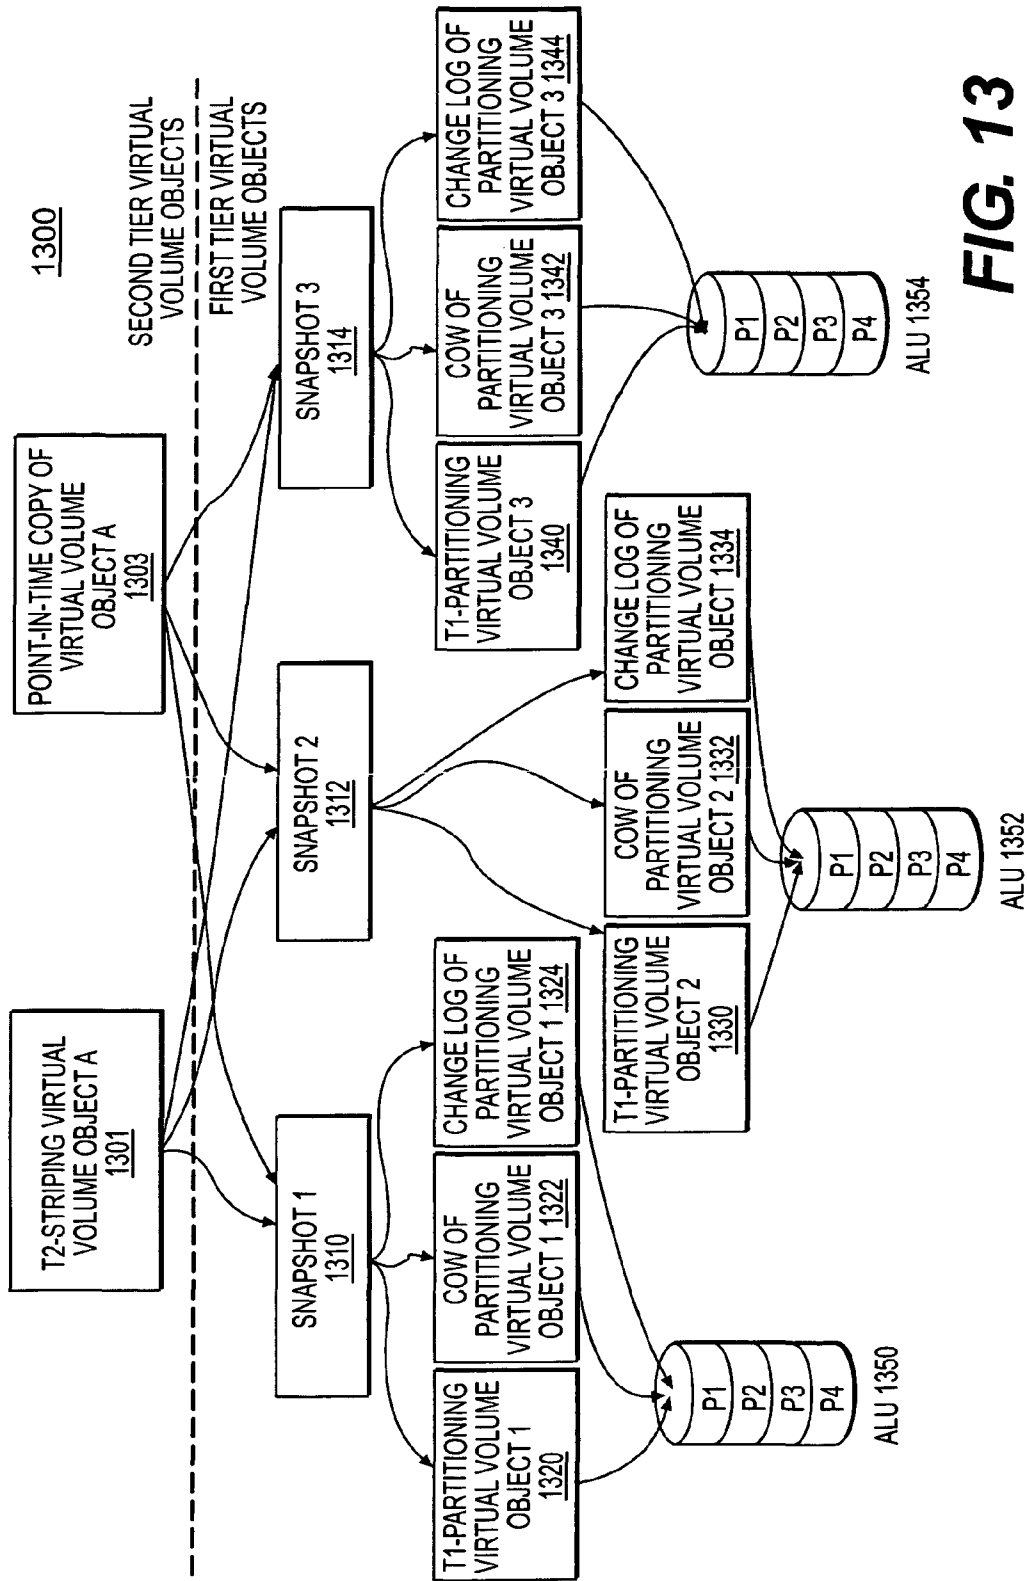 1300
T2-STRIPING VIRTUAL
VOLUME OBJECT A
1301
POINT-IN-TIME COPY OF
VIRTUAL VOLUME
OBJECT A
1303
SECOND TIER VIRTUAL
VOLUME OBJECTS
FIRST TIER VIRTUAL
VOLUME OBJECTS
SNAPSHOT 1
1310
SNAPSHOT 2
1312
SNAPSHOT 3
1314
T1-PARTITIONING
VIRTUAL VOLUME
OBJECT 1
1320
COW OF
PARTITIONING
VIRTUAL VOLUME
OBJECT 1 1322
CHANGE LOG OF
PARTITIONING
VIRTUAL VOLUME
OBJECT 1 1324
T1-PARTITIONING
VIRTUAL VOLUME
OBJECT 2
1330
COW OF
PARTITIONING
VIRTUAL VOLUME
OBJECT 2 1332
CHANGE LOG OF
PARTITIONING
VIRTUAL VOLUME
OBJECT 1334
T1-PARTITIONING
VIRTUAL VOLUME
OBJECT 3
1340
COW OF
PARTITIONING
VIRTUAL VOLUME
OBJECT 3 1342
CHANGE LOG OF
PARTITIONING
VIRTUAL VOLUME
OBJECT 3 1344
P1
P2
P3
P4
ALU 1350
P1
P2
P3
P4
ALU 1352
P1
P2
P3
P4
ALU 1354
FIG. 13